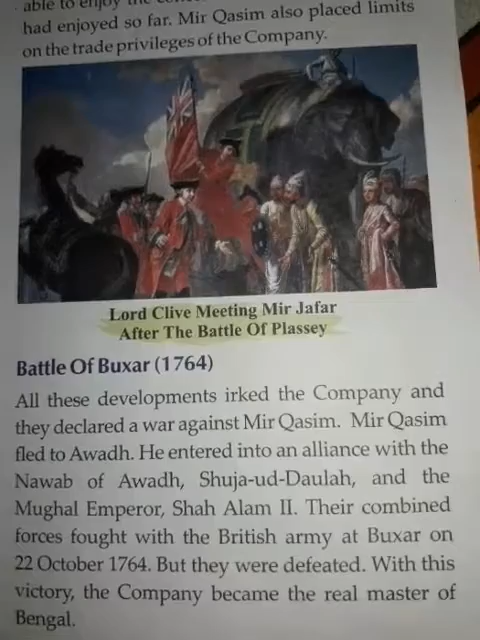 able to enjoy the
had enjoyed so far. Mir Qasim also placed limits
on the trade privileges of the Company.
Lord Clive Meeting Mir Jafar
After The Battle Of Plassey
Battle Of Buxar (1764)
All these developments irked the Company and
they declared a war against Mir Qasim. Mir Qasim
fled to Awadh. He entered into an alliance with the
Nawab of Awadh, Shuja-ud-Daulah, and the
Mughal Emperor, Shah Alam II. Their combined
forces fought with the British army at Buxar on
22 October 1764. But they were defeated. With this
victory, the Company became the real master of
Bengal.